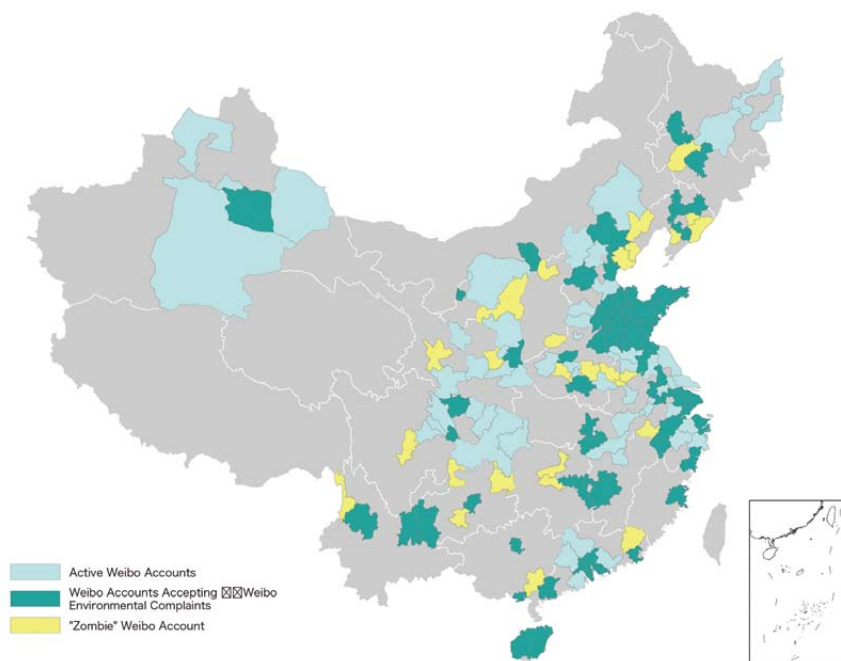 Active Weibo Accounts
Weibo Accounts Accepting ☒☒Weibo
Environmental Complaints
"Zombie" Weibo Account